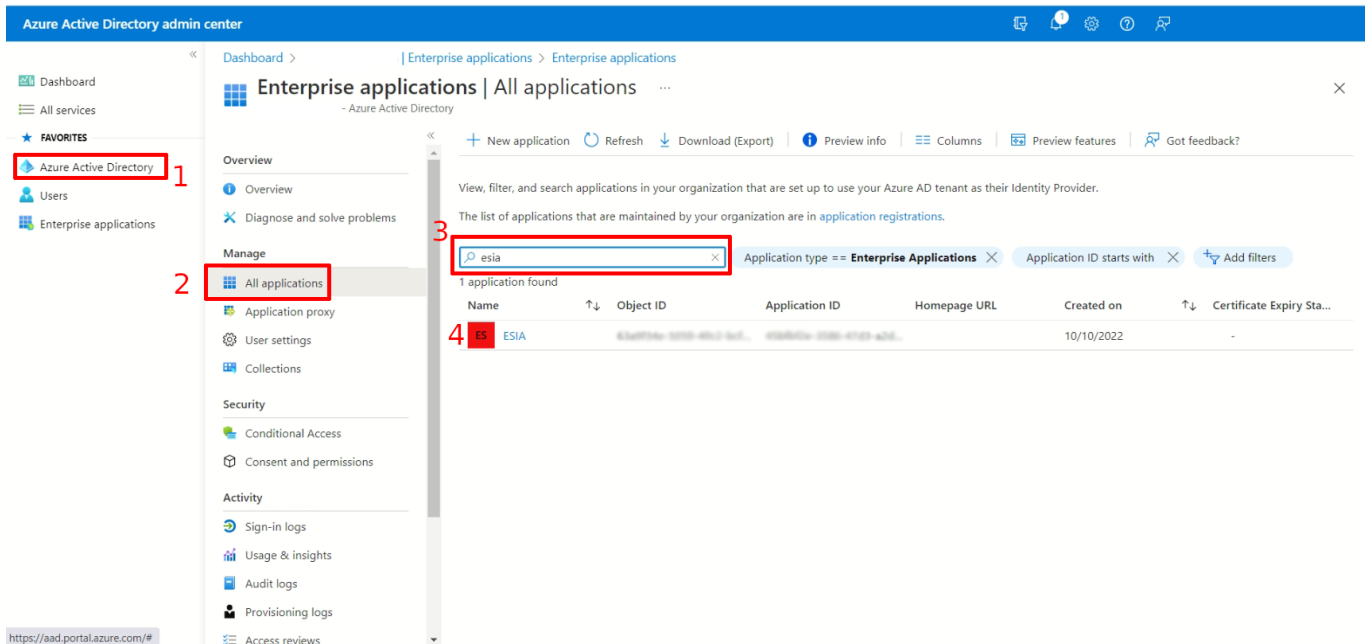 Azure Active Directory admin center
1
«
Dashboard
All services
FAVORITES
Azure Active Directory
1
Users
Enterprise applications
Dashboard > | Enterprise applications > Enterprise applications
Enterprise applications | All applications ...
- Azure Active Directory
«
Overview
Overview
Diagnose and solve problems
Manage
2
All applications
Application proxy
User settings
Collections
Security
Conditional Access
Consent and permissions
Activity
Sign-in logs
Usage & insights
Audit logs
Provisioning logs
Access reviews
New application Refresh Download (Export) Preview info Columns Preview features Got feedback?
View, filter, and search applications in your organization that are set up to use your Azure AD tenant as their Identity Provider.
The list of applications that are maintained by your organization are in application registrations.
3
esia
Application type == Enterprise Applications Application ID starts with Add filters
1 application found
Name Object ID Application ID Homepage URL Created on Certificate Expiry Sta...
4 ES ESIA 10/10/2022 -
https://aad.portal.azure.com/#